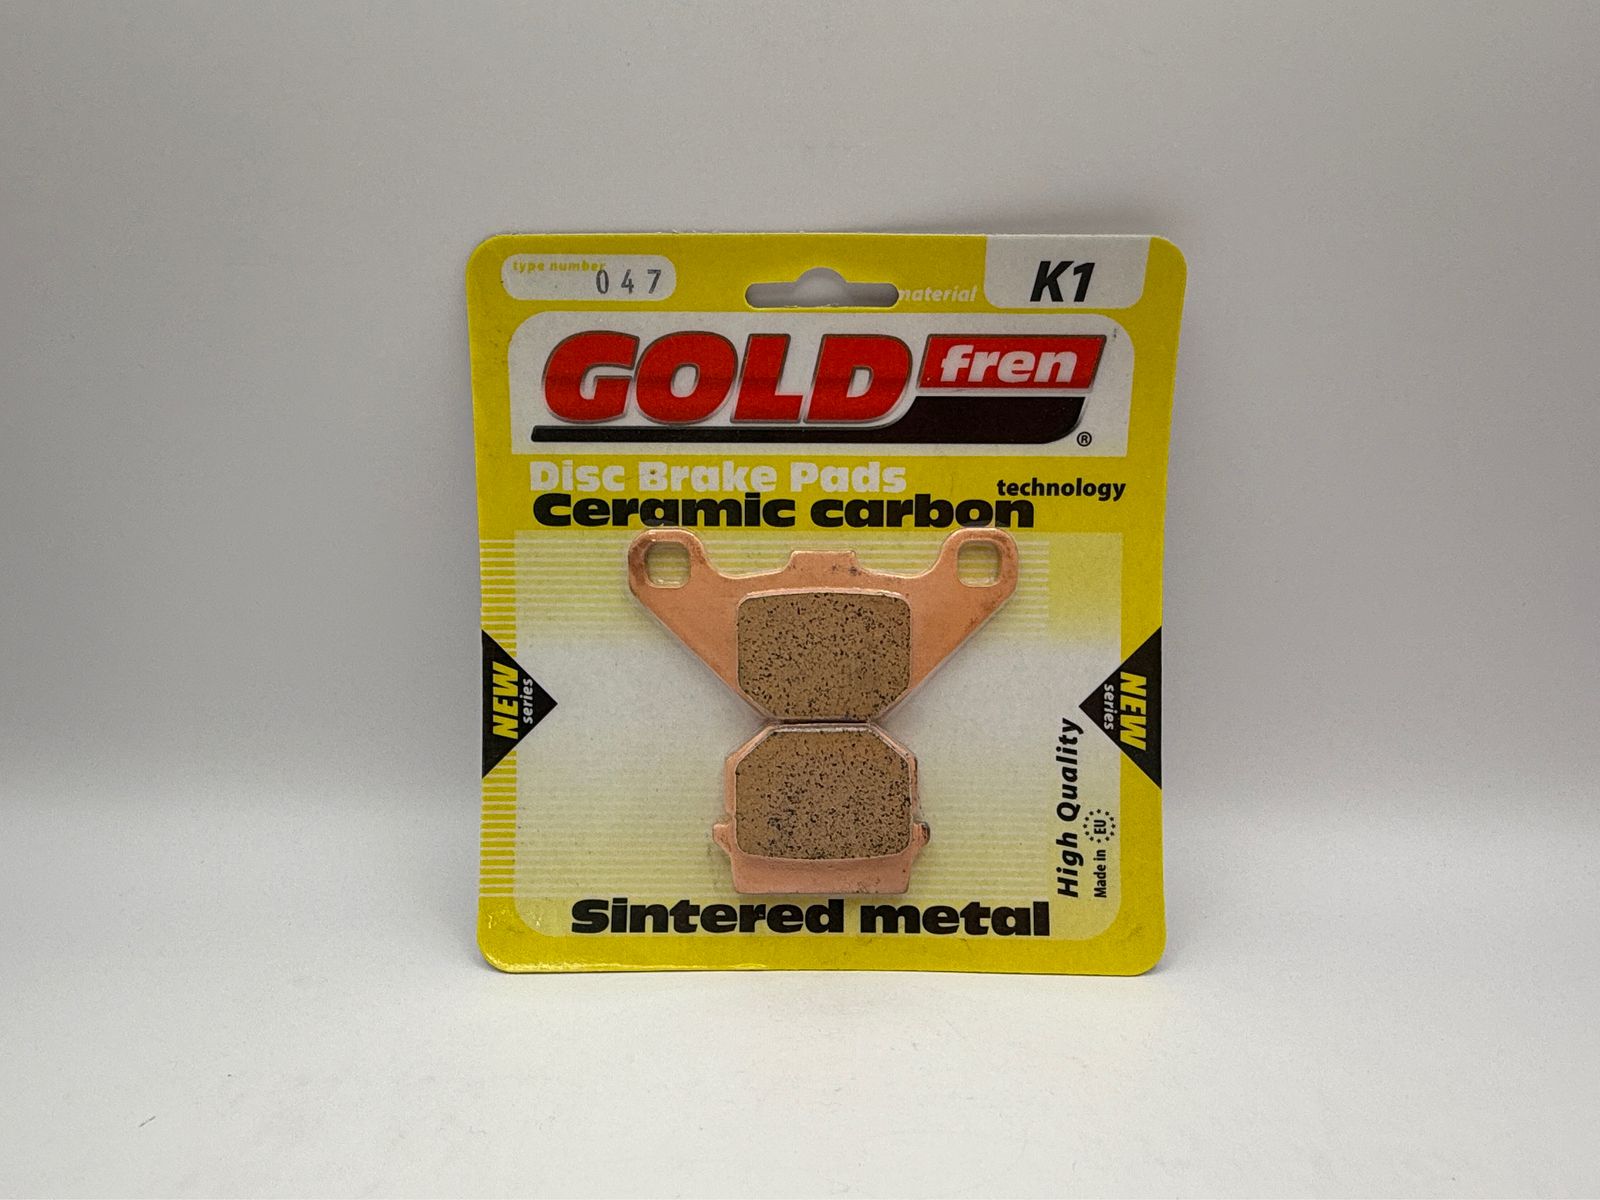 type number
047
material
K1
GOLD fren
®
Disc Brake Pads
Ceramic carbon technology
NEW
series
NEW
series
High Quality
Made in EU
Sintered metal